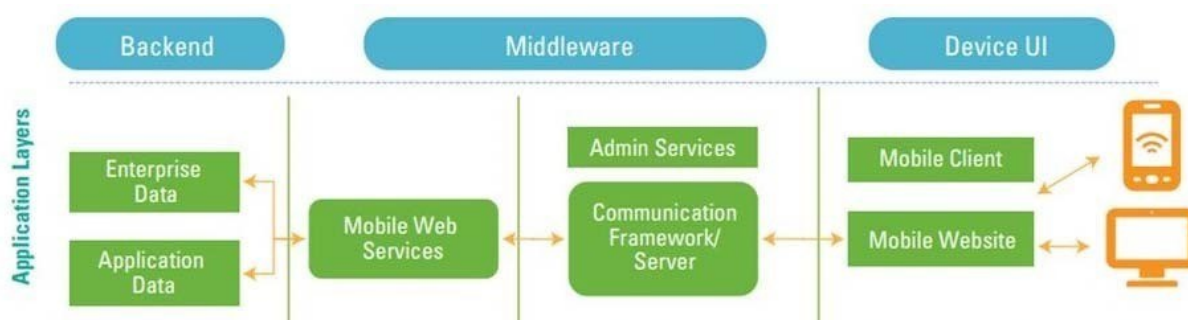 Backend
Middleware
Device UI
Application Layers
Enterprise
Data
Application
Data
Mobile Web
Services
Admin Services
Communication
Framework/
Server
Mobile Client
Mobile Website